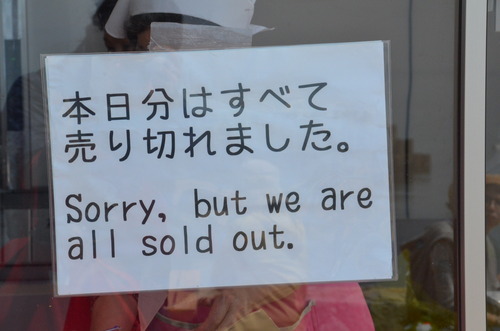 本日分はすべて
売り切れました。
Sorry, but we are
all sold out.